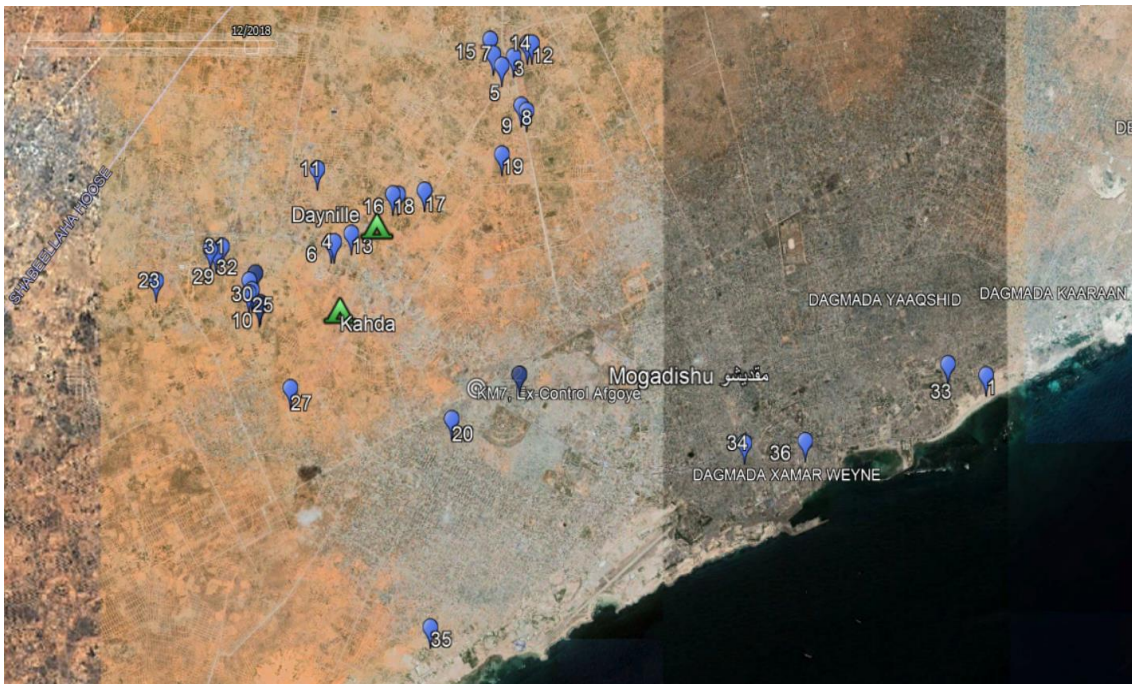 12/2018
15 7 14
3 12
5
9 8
19
11
16 18 17
Daynille
4 13
6
31
29 32
23
30 25
10
Kahda
SHABEELLAHA HOOSE
27
KM7, Ex-Control Afgoye
20
Mogadishu مقديشو
DAGMADA YAAQSHID
DAGMADA KAARAAN
33 1
34 36
DAGMADA XAMAR WEYNE
35